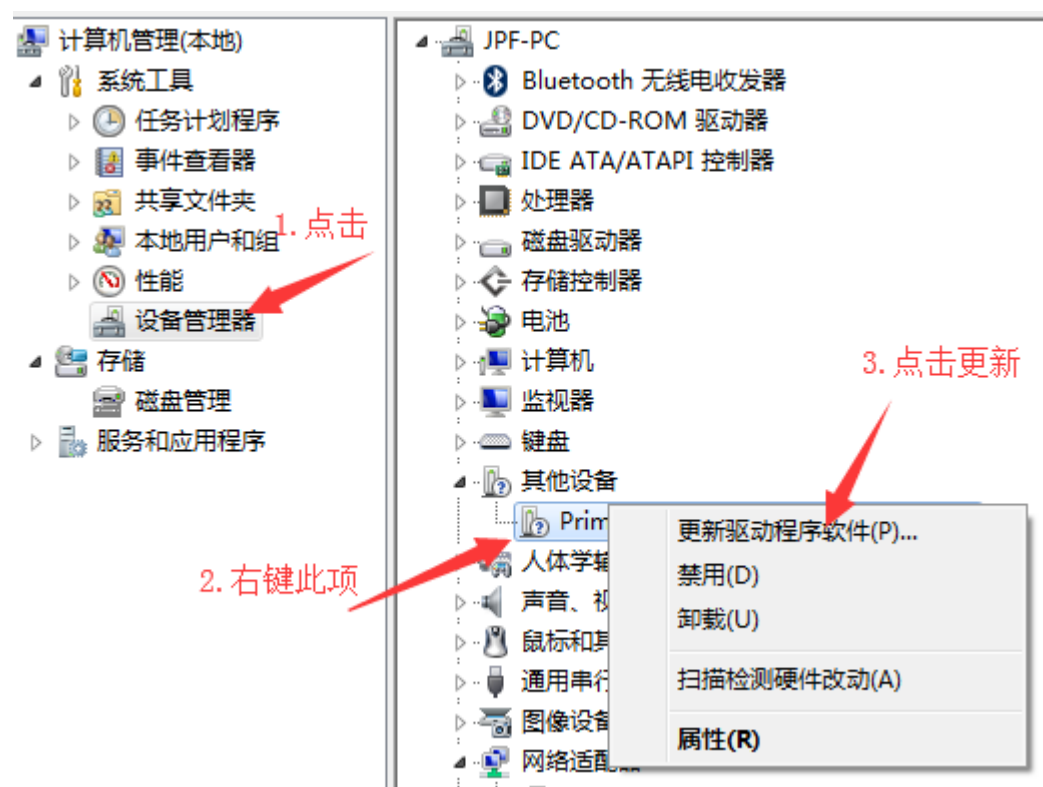 计算机管理(本地)
系统工具
任务计划程序
事件查看器
共享文件夹
本地用户和组
性能
设备管理器
存储
磁盘管理
服务和应用程序
1.点击
JPF-PC
Bluetooth 无线电收发器
DVD/CD-ROM 驱动器
IDE ATA/ATAPI 控制器
处理器
磁盘驱动器
存储控制器
电池
计算机
监视器
键盘
其他设备
Prim
人体学输
声音、视
鼠标和其
通用串行
图像设备
网络适配器
2.右键此项
3.点击更新
更新驱动程序软件(P)...
禁用(D)
卸载(U)
扫描检测硬件改动(A)
属性(R)